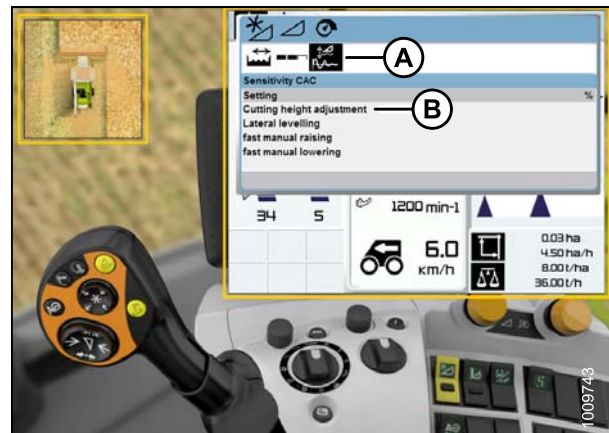 A
Sensitivity CAC
Setting %
Cutting height adjustment
B
Lateral levelling
fast manual raising
fast manual lowering
34 5
1200 min-1
6.0
km/h
0.03 ha
4.50 ha/h
8.00 t/ha
36.00 t/h
1009743